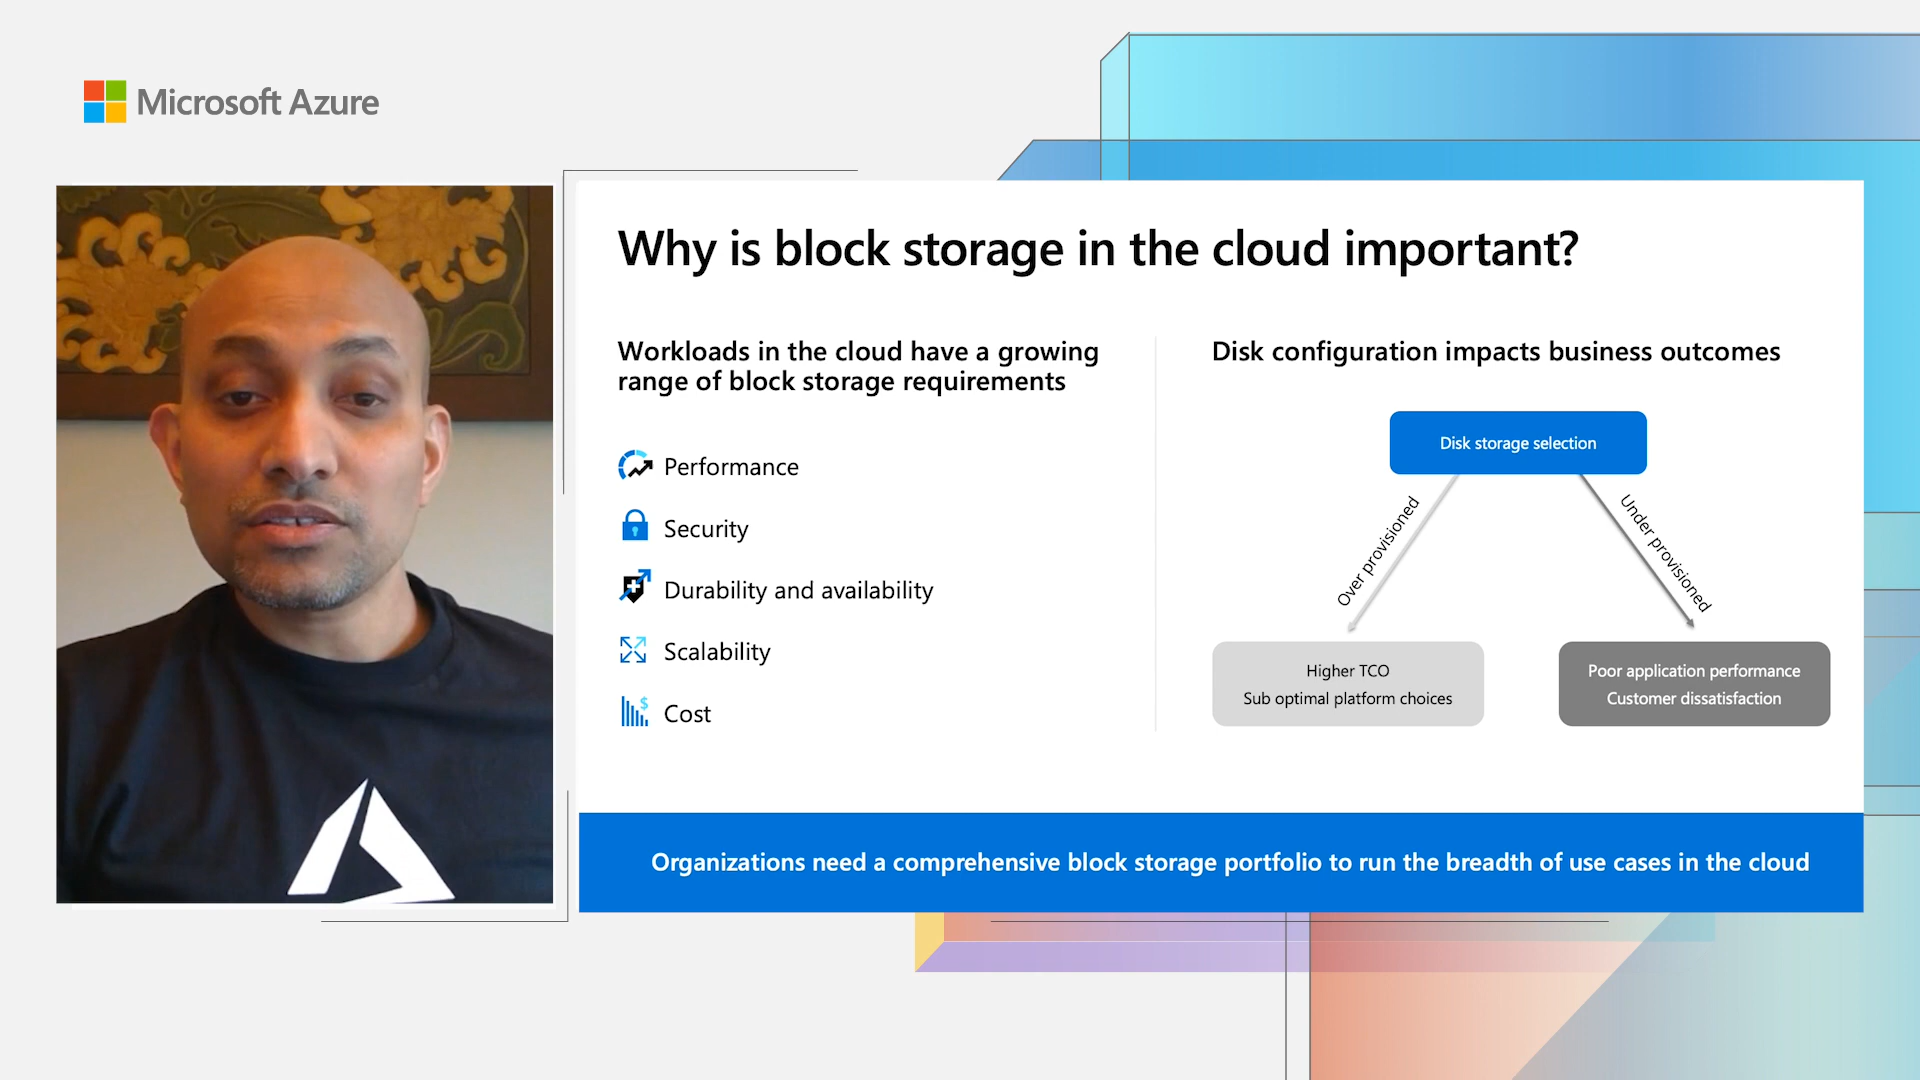 Microsoft Azure
Why is block storage in the cloud important?
Workloads in the cloud have a growing
range of block storage requirements
Performance
Security
Durability and availability
Scalability
Cost
Disk configuration impacts business outcomes
Disk storage selection
Over provisioned
Under provisioned
Higher TCO
Sub optimal platform choices
Poor application performance
Customer dissatisfaction
Organizations need a comprehensive block storage portfolio to run the breadth of use cases in the cloud